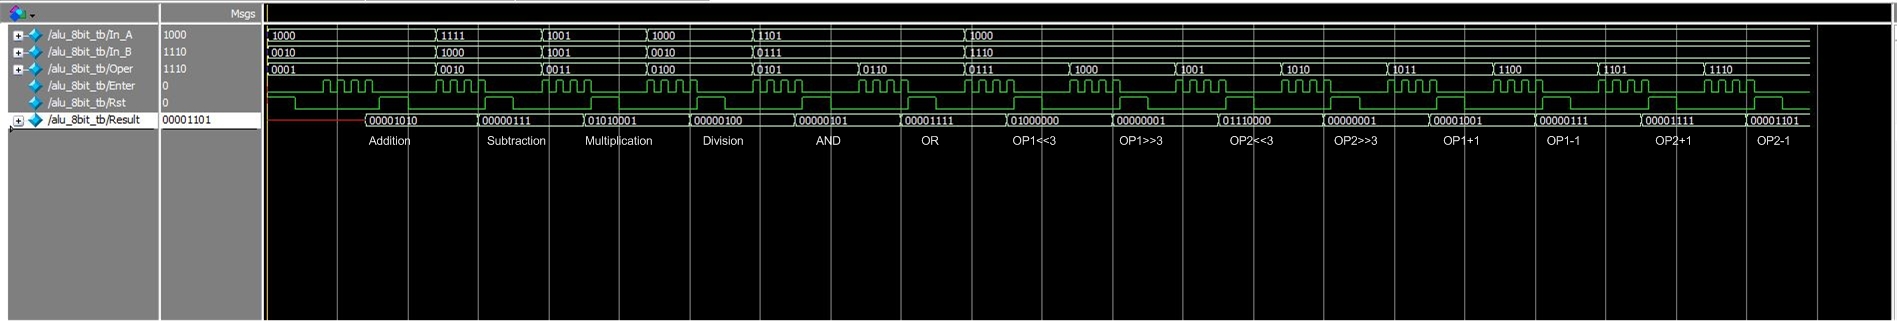 Msgs
/alu_8bit_tb/In_A 1000 1000 1111 1001 1000 1101 1000
/alu_8bit_tb/In_B 1110 0010 1000 1001 0010 0111 1110
/alu_8bit_tb/Oper 1110 0001 0010 0011 0100 0101 0110 0111 1000 1001 1010 1011 1100 1101 1110
/alu_8bit_tb/Enter 0
/alu_8bit_tb/Rst 0
/alu_8bit_tb/Result 00001101 00001010 00000111 01010001 00000100 00000101 00001111 01000000 00000001 01110000 00000001 00001001 00000111 00001111 00001101
Addition Subtraction Multiplication Division AND OR OP1<<3 OP1>>3 OP2<<3 OP2>>3 OP1+1 OP1-1 OP2+1 OP2-1